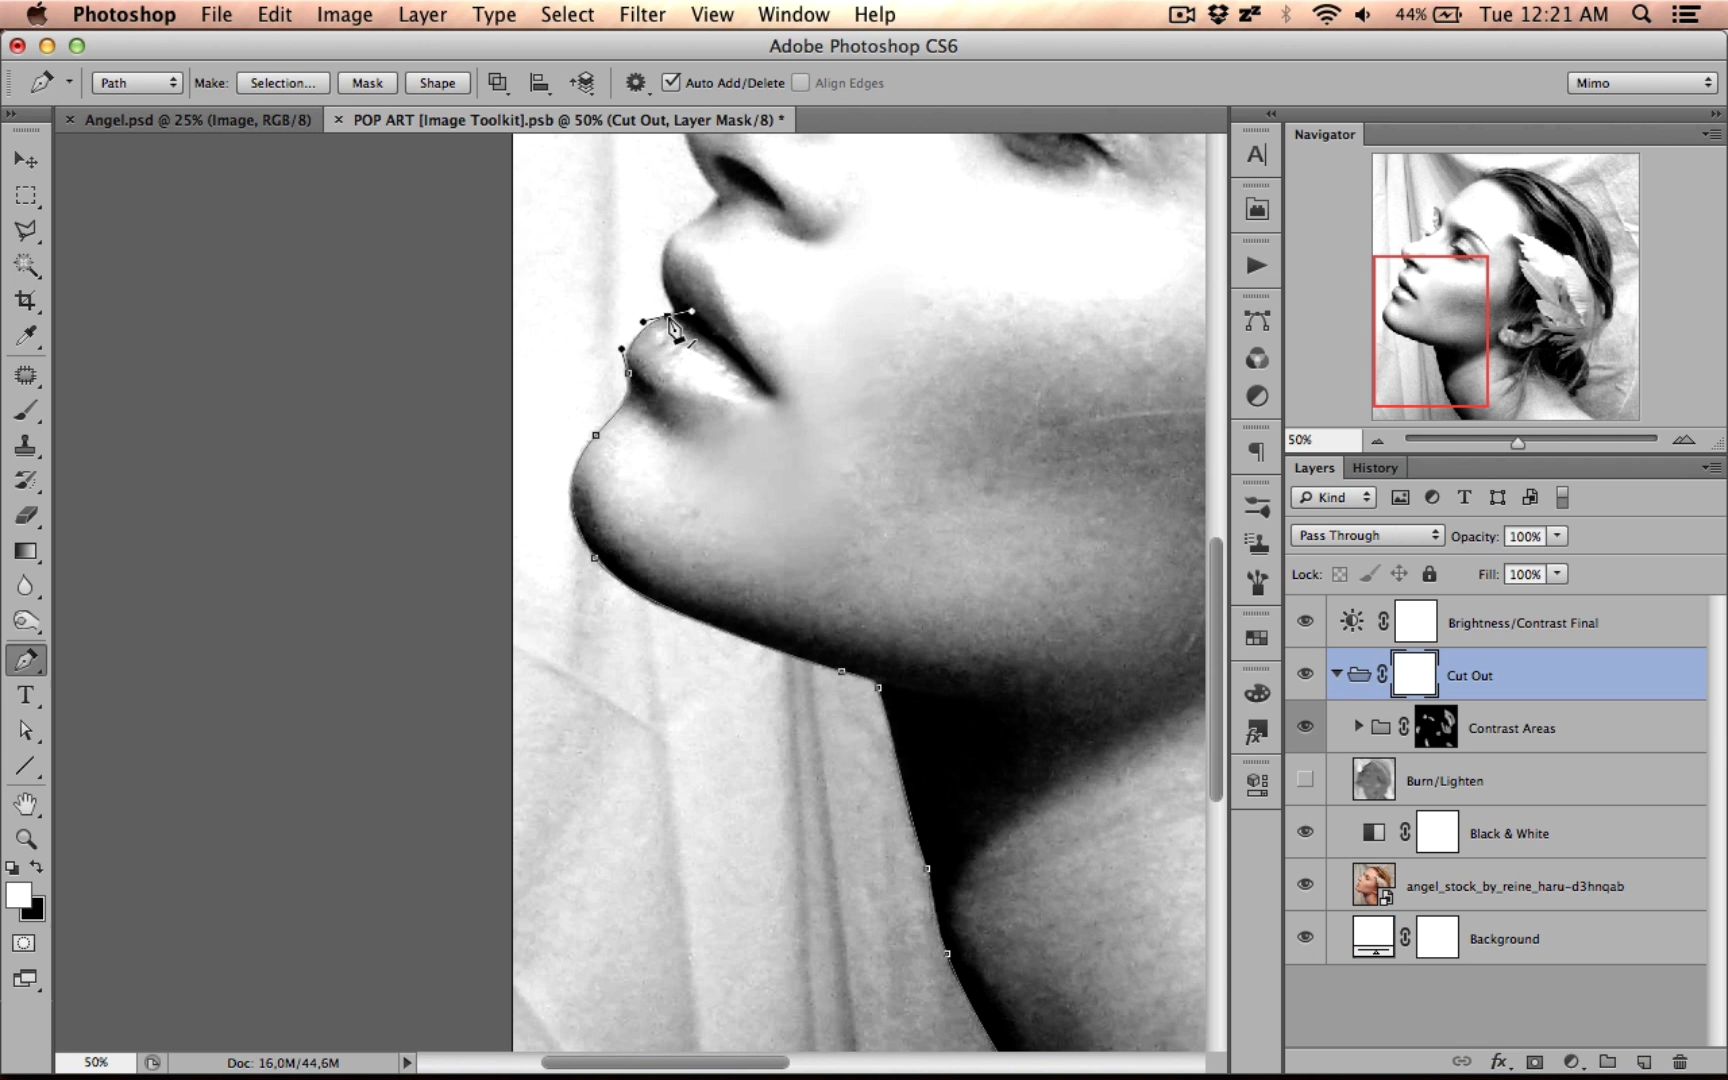 Photoshop File Edit Image Layer Type Select Filter View Window Help 44% Tue 12:21 AM
Adobe Photoshop CS6
Path Make: Selection... Mask Shape Auto Add/Delete Align Edges Mimo
Angel.psd @ 25% (Image, RGB/8) POP ART [Image Toolkit].psb @ 50% (Cut Out, Layer Mask/8) *
Navigator
50%
Layers History
Kind
Pass Through Opacity: 100%
Lock: Fill: 100%
Brightness/Contrast Final
Cut Out
Contrast Areas
Burn/Lighten
Black & White
angel_stock_by_reine_haru-d3hnqab
Background
50% Doc: 16,0M/44,6M